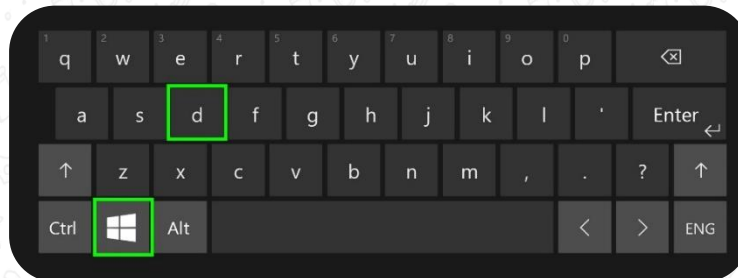 1 2 3 4 5 6 7 8 9 0
q w e r t y u i o p
a s d f g h j k l ' Enter
z x c v b n m , . ?
Ctrl Alt < > ENG